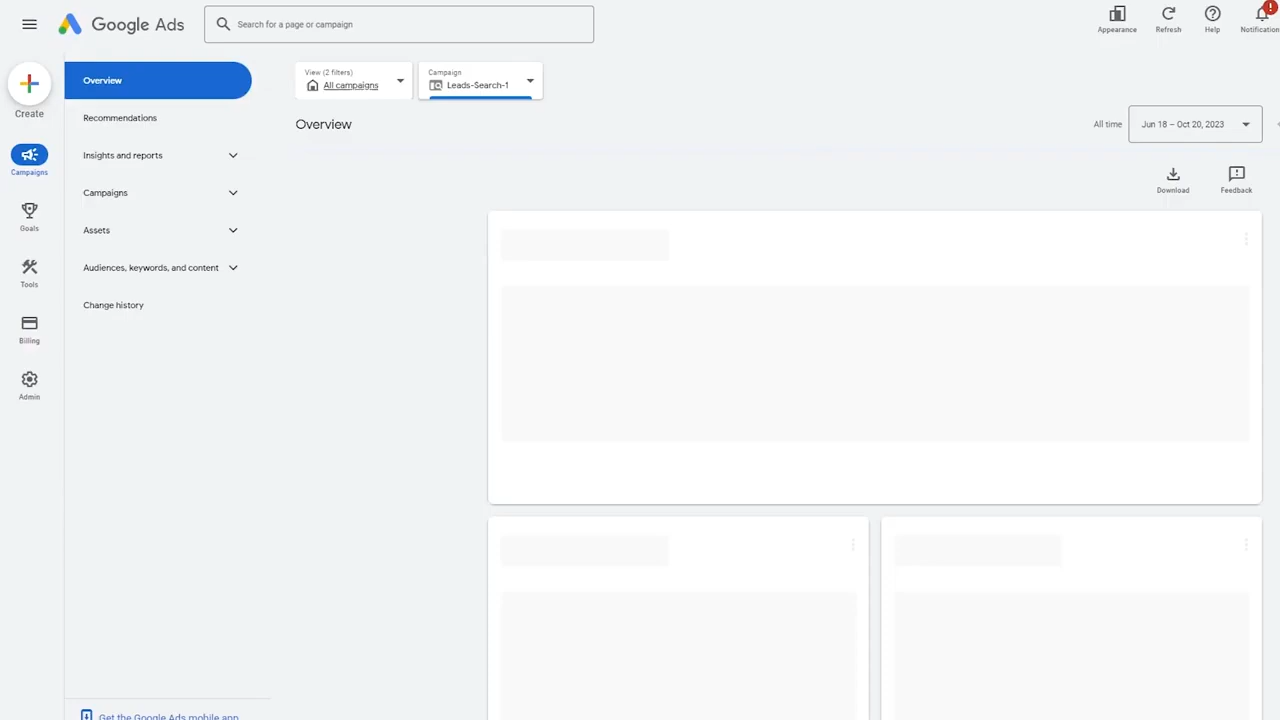 Google Ads
Search for a page or campaign
Appearance
Refresh
Help
Notification
!
Create
Campaigns
Goals
Tools
Billing
Admin
Overview
Recommendations
Insights and reports
Campaigns
Assets
Audiences, keywords, and content
Change history
Get the Google Ads mobile app
View (2 filters)
All campaigns
Campaign
Leads-Search-1
Overview
All time
Jun 18 – Oct 20, 2023
Download
Feedback